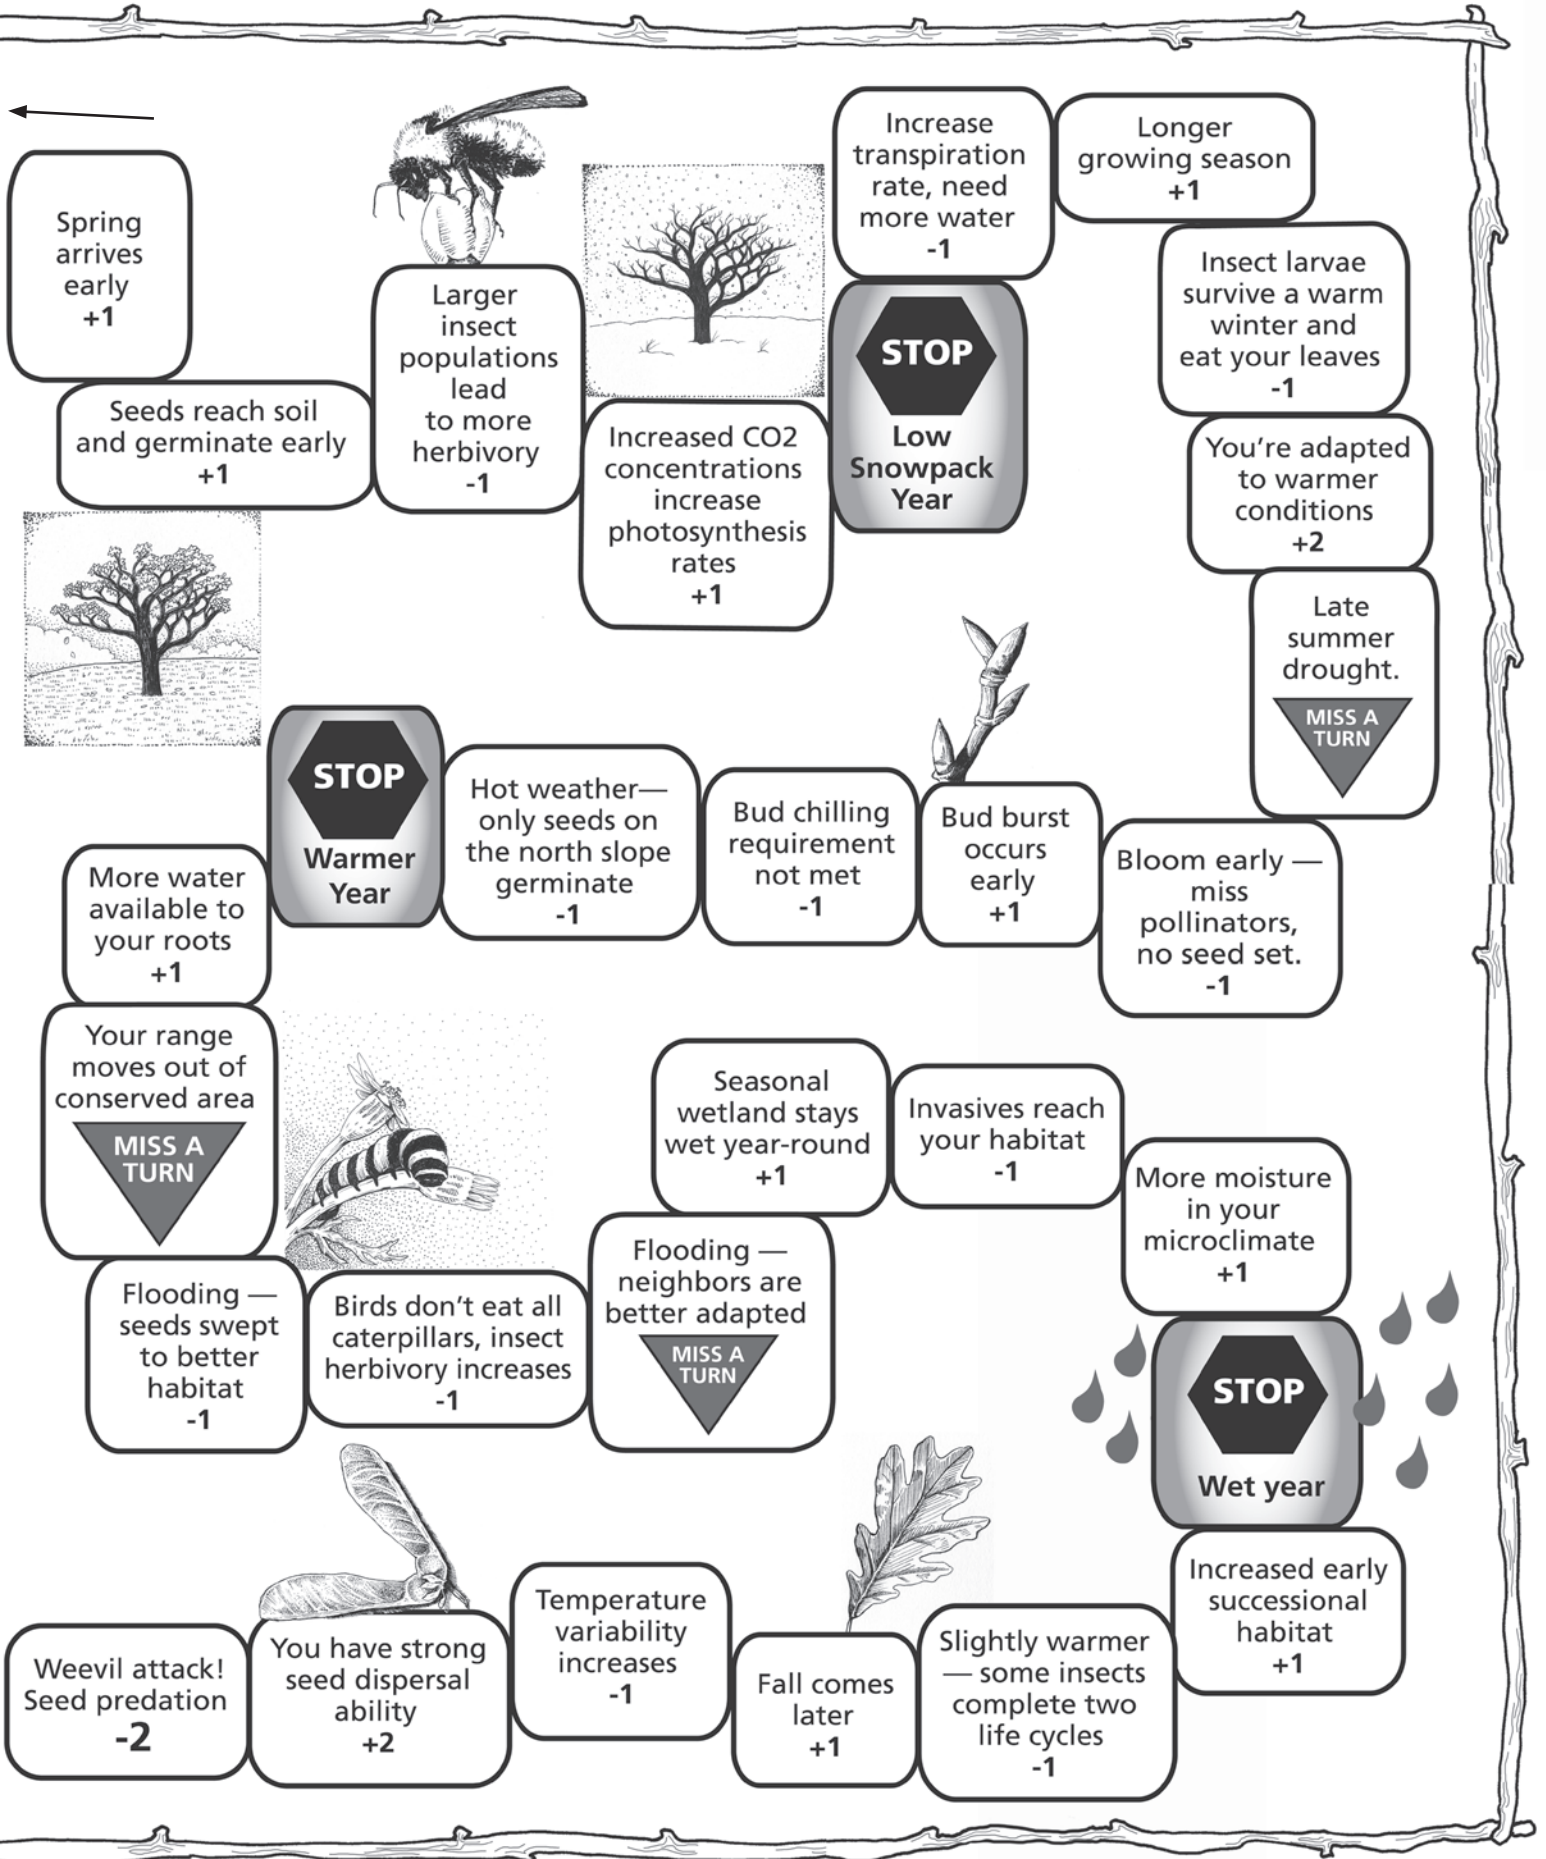 Spring
arrives
early
+1
Seeds reach soil
and germinate early
+1
Larger
insect
populations
lead
to more
herbivory
-1
Increased CO2
concentrations
increase
photosynthesis
rates
+1
STOP
Low
Snowpack
Year
Increase
transpiration
rate, need
more water
-1
Longer
growing season
+1
Insect larvae
survive a warm
winter and
eat your leaves
-1
You’re adapted
to warmer
conditions
+2
Late
summer
drought.
MISS A
TURN
Bloom early —
miss
pollinators,
no seed set.
-1
Bud burst
occurs
early
+1
Bud chilling
requirement
not met
-1
Hot weather—
only seeds on
the north slope
germinate
-1
STOP
Warmer
Year
More water
available to
your roots
+1
Your range
moves out of
conserved area
MISS A
TURN
Flooding —
seeds swept
to better
habitat
-1
Birds don’t eat all
caterpillars, insect
herbivory increases
-1
Flooding —
neighbors are
better adapted
MISS A
TURN
Seasonal
wetland stays
wet year-round
+1
Invasives reach
your habitat
-1
More moisture
in your
microclimate
+1
STOP
Wet year
Increased early
successional
habitat
+1
Slightly warmer
— some insects
complete two
life cycles
-1
Fall comes
later
+1
Temperature
variability
increases
-1
You have strong
seed dispersal
ability
+2
Weevil attack!
Seed predation
-2